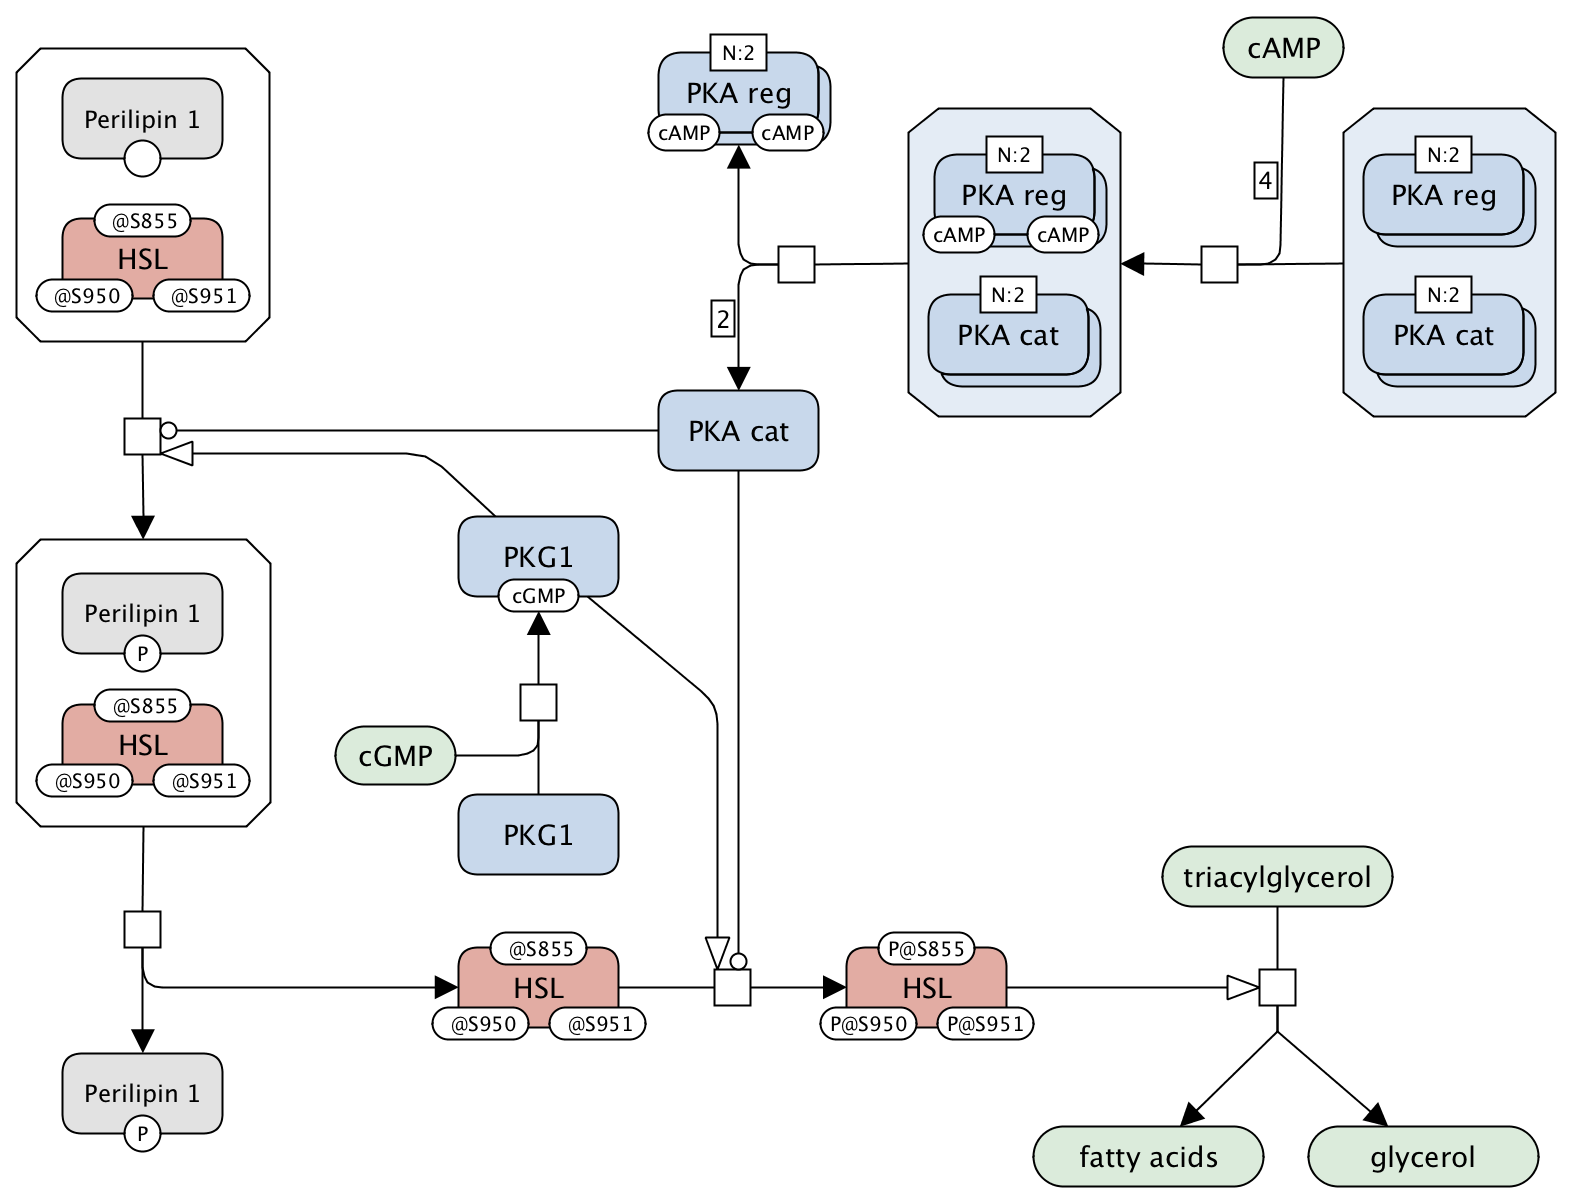 cAMP
N:2
PKA reg
cAMP
cAMP
Perilipin 1
@S855
HSL
@S950
@S951
N:2
PKA reg
cAMP
cAMP
N:2
PKA cat
4
N:2
PKA reg
N:2
PKA cat
2
PKA cat
PKG1
cGMP
Perilipin 1
P
@S855
HSL
@S950
@S951
cGMP
PKG1
triacylglycerol
@S855
HSL
@S950
@S951
P@S855
HSL
P@S950
P@S951
Perilipin 1
P
fatty acids
glycerol